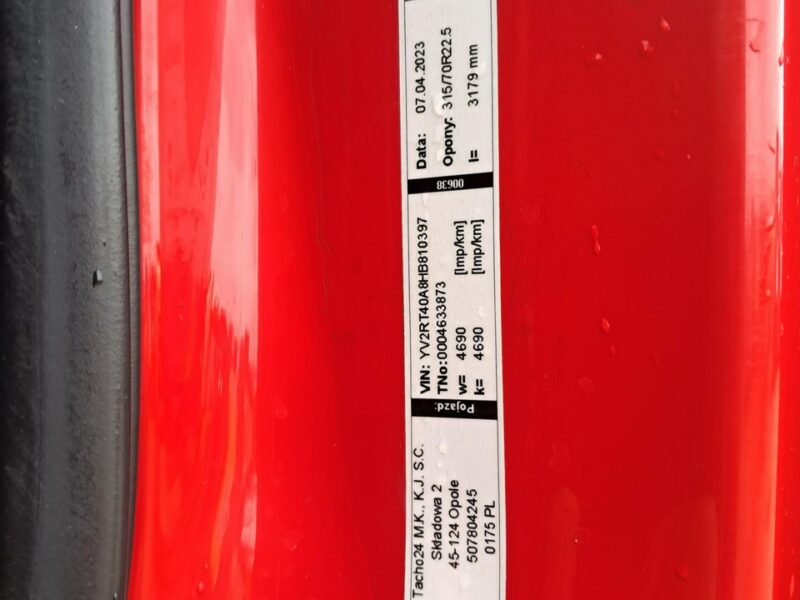 Tacho24 M.K., K.J. S.C.
Składowa 2
45-124 Opole
507804245
0175 PL
Pojazd:
VIN: YV2RT40A8HB810397
TNo:0004633873
w= 4690 [Imp/km]
k= 4690 [Imp/km]
00638
Data: 07.04.2023
Opony: 315/70R22.5
l= 3179 mm